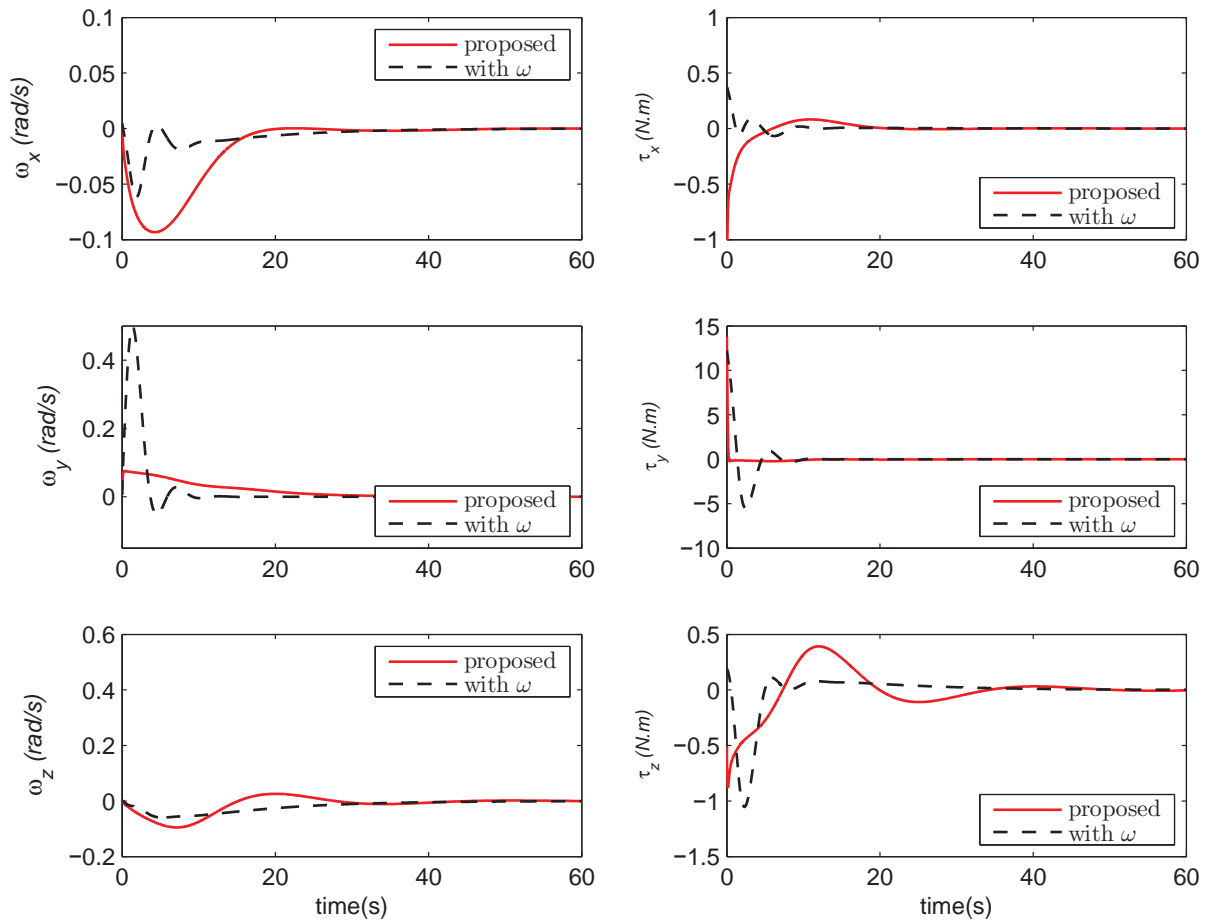 0.1
0.05
0
−0.05
−0.1
ω_x (rad/s)
proposed
with ω
0 20 40 60
1
0.5
0
−0.5
−1
τ_x (N.m)
proposed
with ω
0 20 40 60
0.4
0.2
0
ω_y (rad/s)
proposed
with ω
0 20 40 60
15
10
5
0
−5
−10
τ_y (N.m)
proposed
with ω
0 20 40 60
0.6
0.4
0.2
0
−0.2
ω_z (rad/s)
proposed
with ω
0 20 40 60
time(s)
0.5
0
−0.5
−1
−1.5
τ_z (N.m)
proposed
with ω
0 20 40 60
time(s)